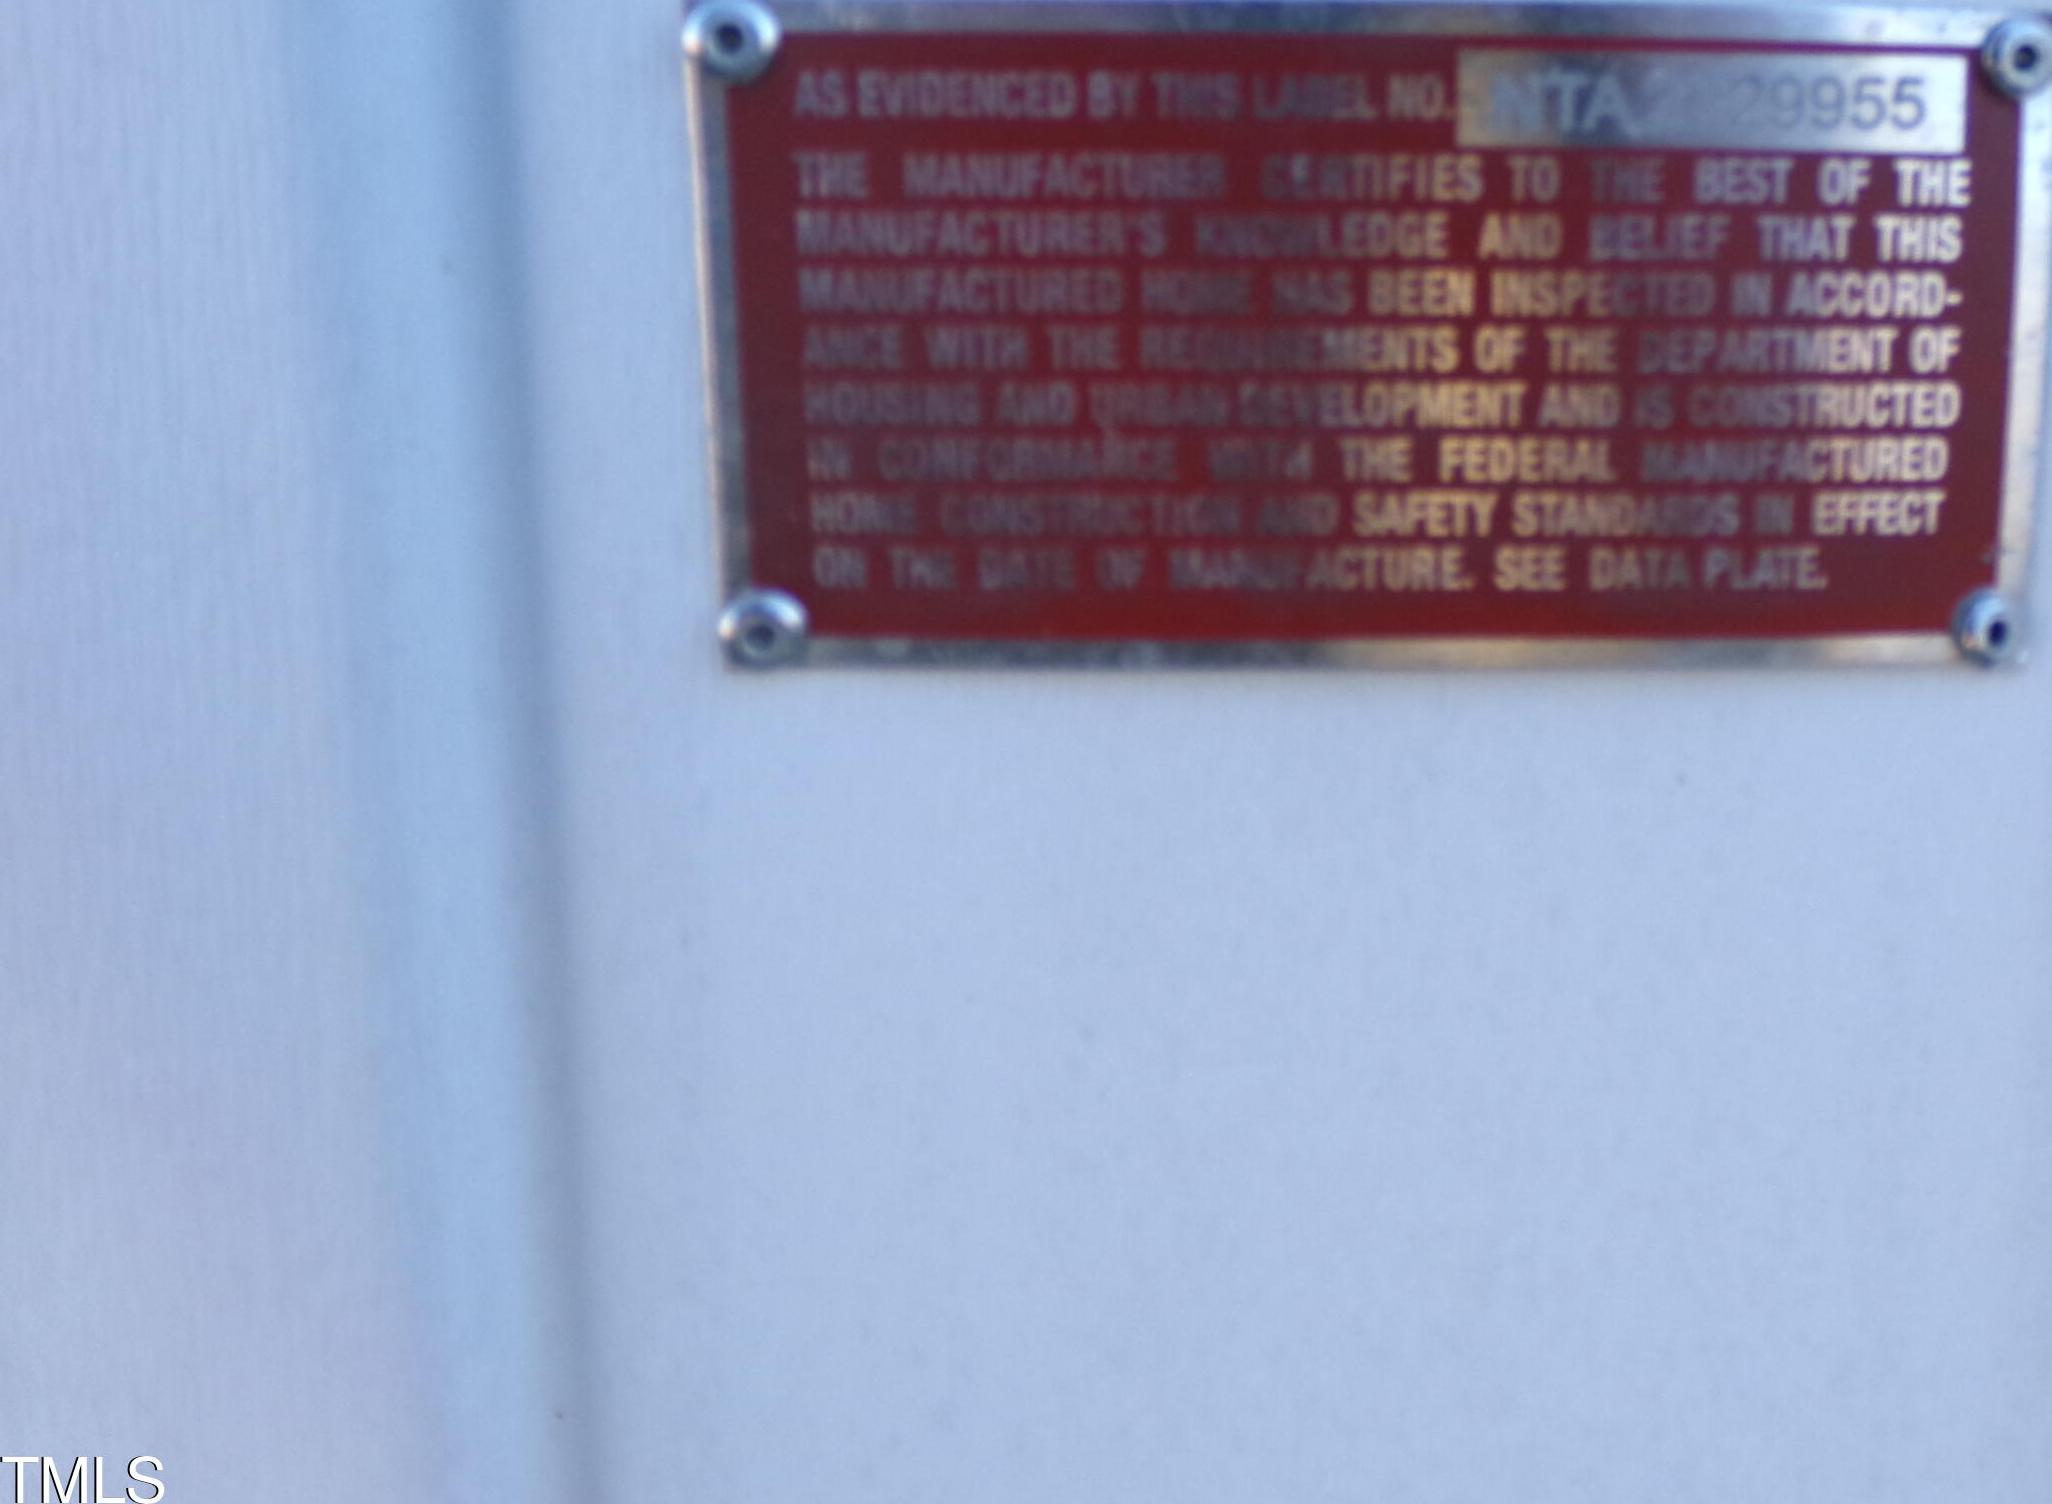 AS EVIDENCED BY THIS LABEL NO.
THE MANUFACTURER CERTIFIES TO THE BEST OF THE
MANUFACTURER'S KNOWLEDGE AND BELIEF THAT THIS
MANUFACTURED HOME HAS BEEN INSPECTED IN ACCORD-
ANCE WITH THE REQUIREMENTS OF THE DEPARTMENT OF
HOUSING AND URBAN DEVELOPMENT AND IS CONSTRUCTED
IN CONFORMANCE WITH THE FEDERAL MANUFACTURED
HOME CONSTRUCTION AND SAFETY STANDARDS IN EFFECT
ON THE DATE OF MANUFACTURE. SEE DATA PLATE.
TMLS